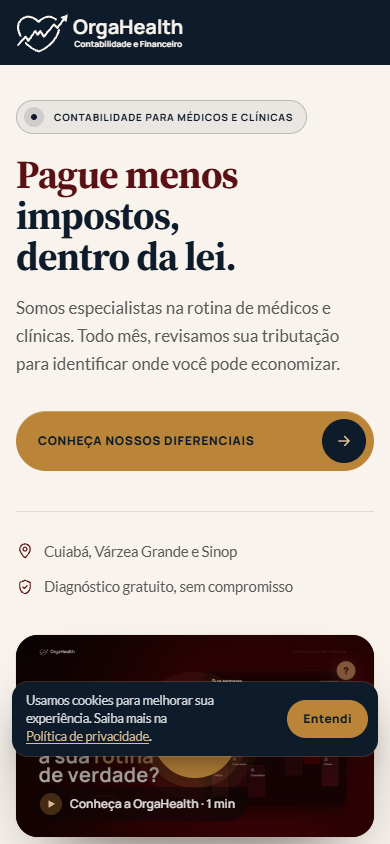 OrgaHealth
Contabilidade e Financeiro
CONTABILIDADE PARA MÉDICOS E CLÍNICAS
Pague menos
impostos,
dentro da lei.
Somos especialistas na rotina de médicos e
clínicas. Todo mês, revisamos sua tributação
para identificar onde você pode economizar.
CONHEÇA NOSSOS DIFERENCIAIS
Cuiabá, Várzea Grande e Sinop
Diagnóstico gratuito, sem compromisso
OrgaHealth
?
Usamos cookies para melhorar sua
experiência. Saiba mais na
Política de privacidade.
Entendi
a sua rotina
de verdade?
Conheça a OrgaHealth · 1 min